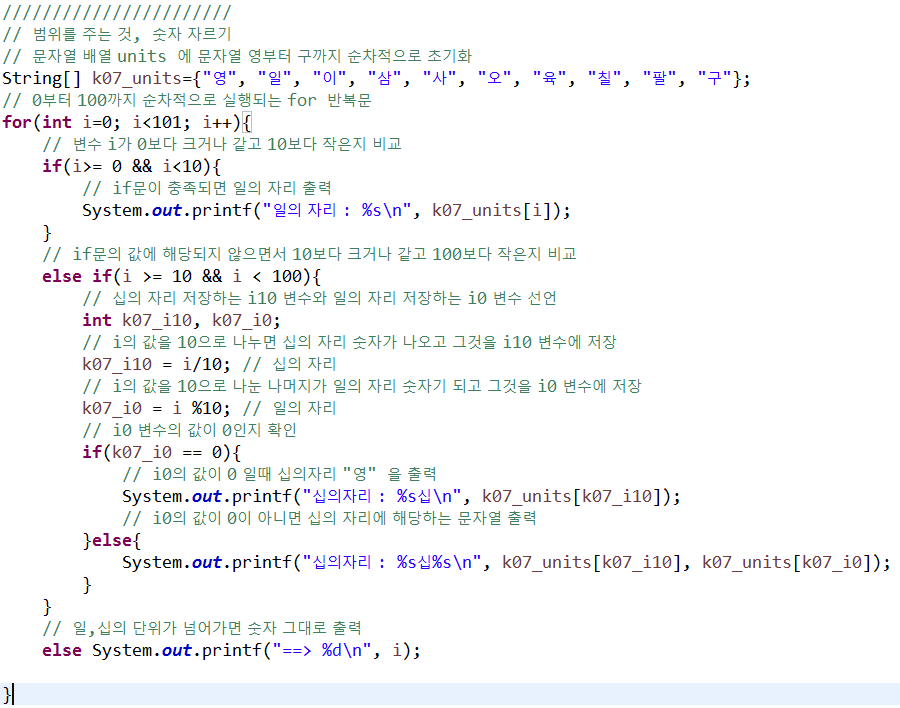 ///////////////////////
// 범위를 주는 것, 숫자 자르기
// 문자열 배열 units 에 문자열 영부터 구까지 순차적으로 초기화
String[] k07_units={"영", "일", "이", "삼", "사", "오", "육", "칠", "팔", "구"};
// 0부터 100까지 순차적으로 실행되는 for 반복문
for(int i=0; i<101; i++){
    // 변수 i가 0보다 크거나 같고 10보다 작은지 비교
    if(i>= 0 && i<10){
        // if문이 충족되면 일의 자리 출력
        System.out.printf("일의 자리 : %s\n", k07_units[i]);
    }
    // if문의 값에 해당되지 않으면서 10보다 크거나 같고 100보다 작은지 비교
    else if(i >= 10 && i < 100){
        // 십의 자리 저장하는 i10 변수와 일의 자리 저장하는 i0 변수 선언
        int k07_i10, k07_i0;
        // i의 값을 10으로 나누면 십의 자리 숫자가 나오고 그것을 i10 변수에 저장
        k07_i10 = i/10; // 십의 자리
        // i의 값을 10으로 나눈 나머지가 일의 자리 숫자기 되고 그것을 i0 변수에 저장
        k07_i0 = i %10; // 일의 자리
        // i0 변수의 값이 0인지 확인
        if(k07_i0 == 0){
            // i0의 값이 0 일때 십의자리 "영" 을 출력
            System.out.printf("십의자리 : %s십\n", k07_units[k07_i10]);
            // i0의 값이 0이 아니면 십의 자리에 해당하는 문자열 출력
        }else{
            System.out.printf("십의자리 : %s십%s\n", k07_units[k07_i10], k07_units[k07_i0]);
        }
    }
    // 일,십의 단위가 넘어가면 숫자 그대로 출력
    else System.out.printf("==> %d\n", i);
}